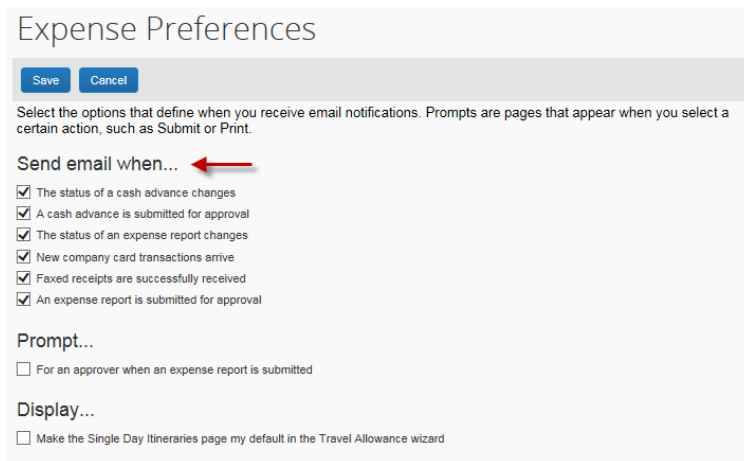 Expense Preferences
Save Cancel
Select the options that define when you receive email notifications. Prompts are pages that appear when you select a
certain action, such as Submit or Print.
Send email when...
The status of a cash advance changes
A cash advance is submitted for approval
The status of an expense report changes
New company card transactions arrive
Faxed receipts are successfully received
An expense report is submitted for approval
Prompt...
For an approver when an expense report is submitted
Display...
Make the Single Day Itineraries page my default in the Travel Allowance wizard